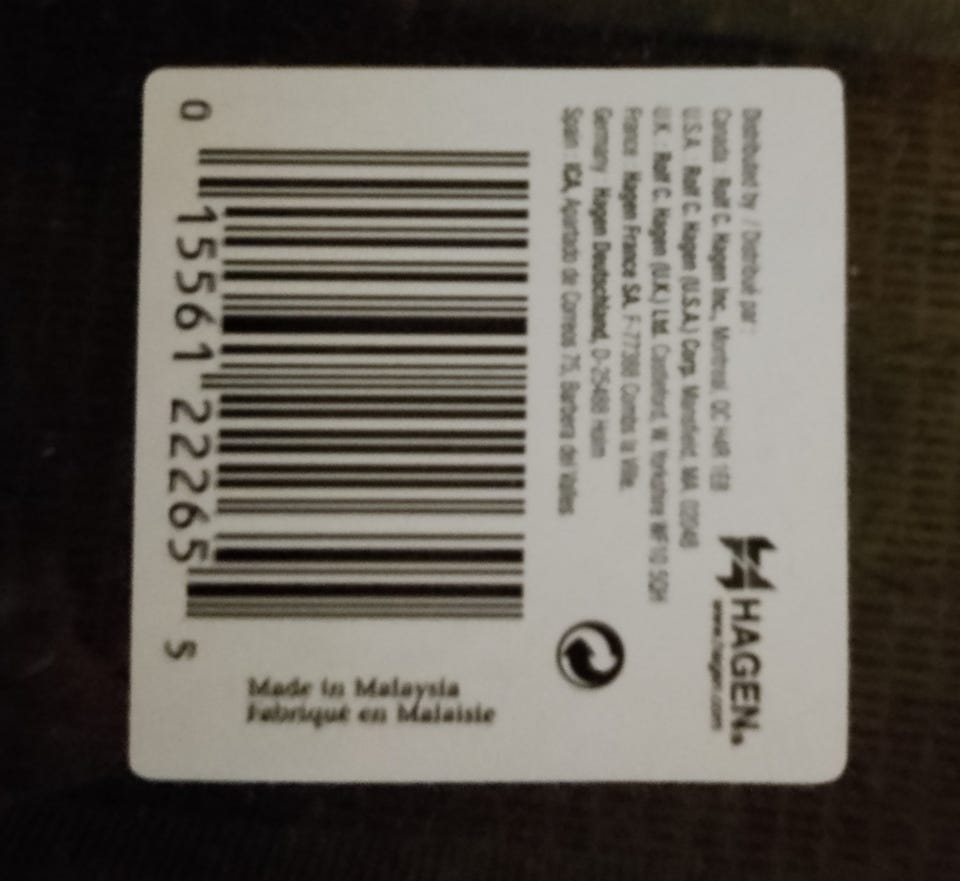 Distributed by / Distribué par :
Canada : Rolf C. Hagen Inc., Montreal, QC H4R 1E8
U.S.A. : Rolf C. Hagen (U.S.A.) Corp. Mansfield, MA. 02048
U.K. : Rolf C. Hagen (U.K.) Ltd. Castleford, W. Yorkshire WF10 5QH
France : Hagen France SA, F-77388 Combs la Ville,
Germany : Hagen Deutschland, D-25488 Holm
Spain : ICA, Apartado de Correos 75, Barbera del Valles
HAGEN®
www.hagen.com
0 15561 22265 5
Made in Malaysia
Fabriqué en Malaisie